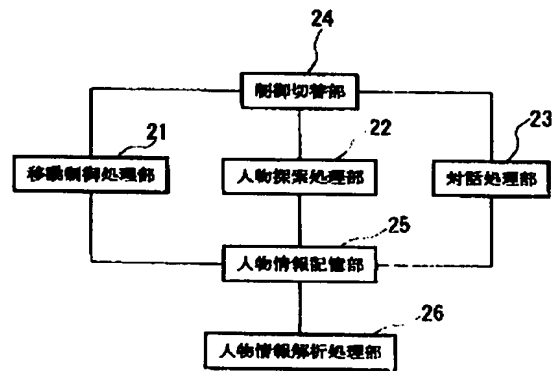 24
制御切替部
21
22
23
移動制御処理部
人物探索処理部
対話処理部
25
人物情報記憶部
26
人物情報解析処理部